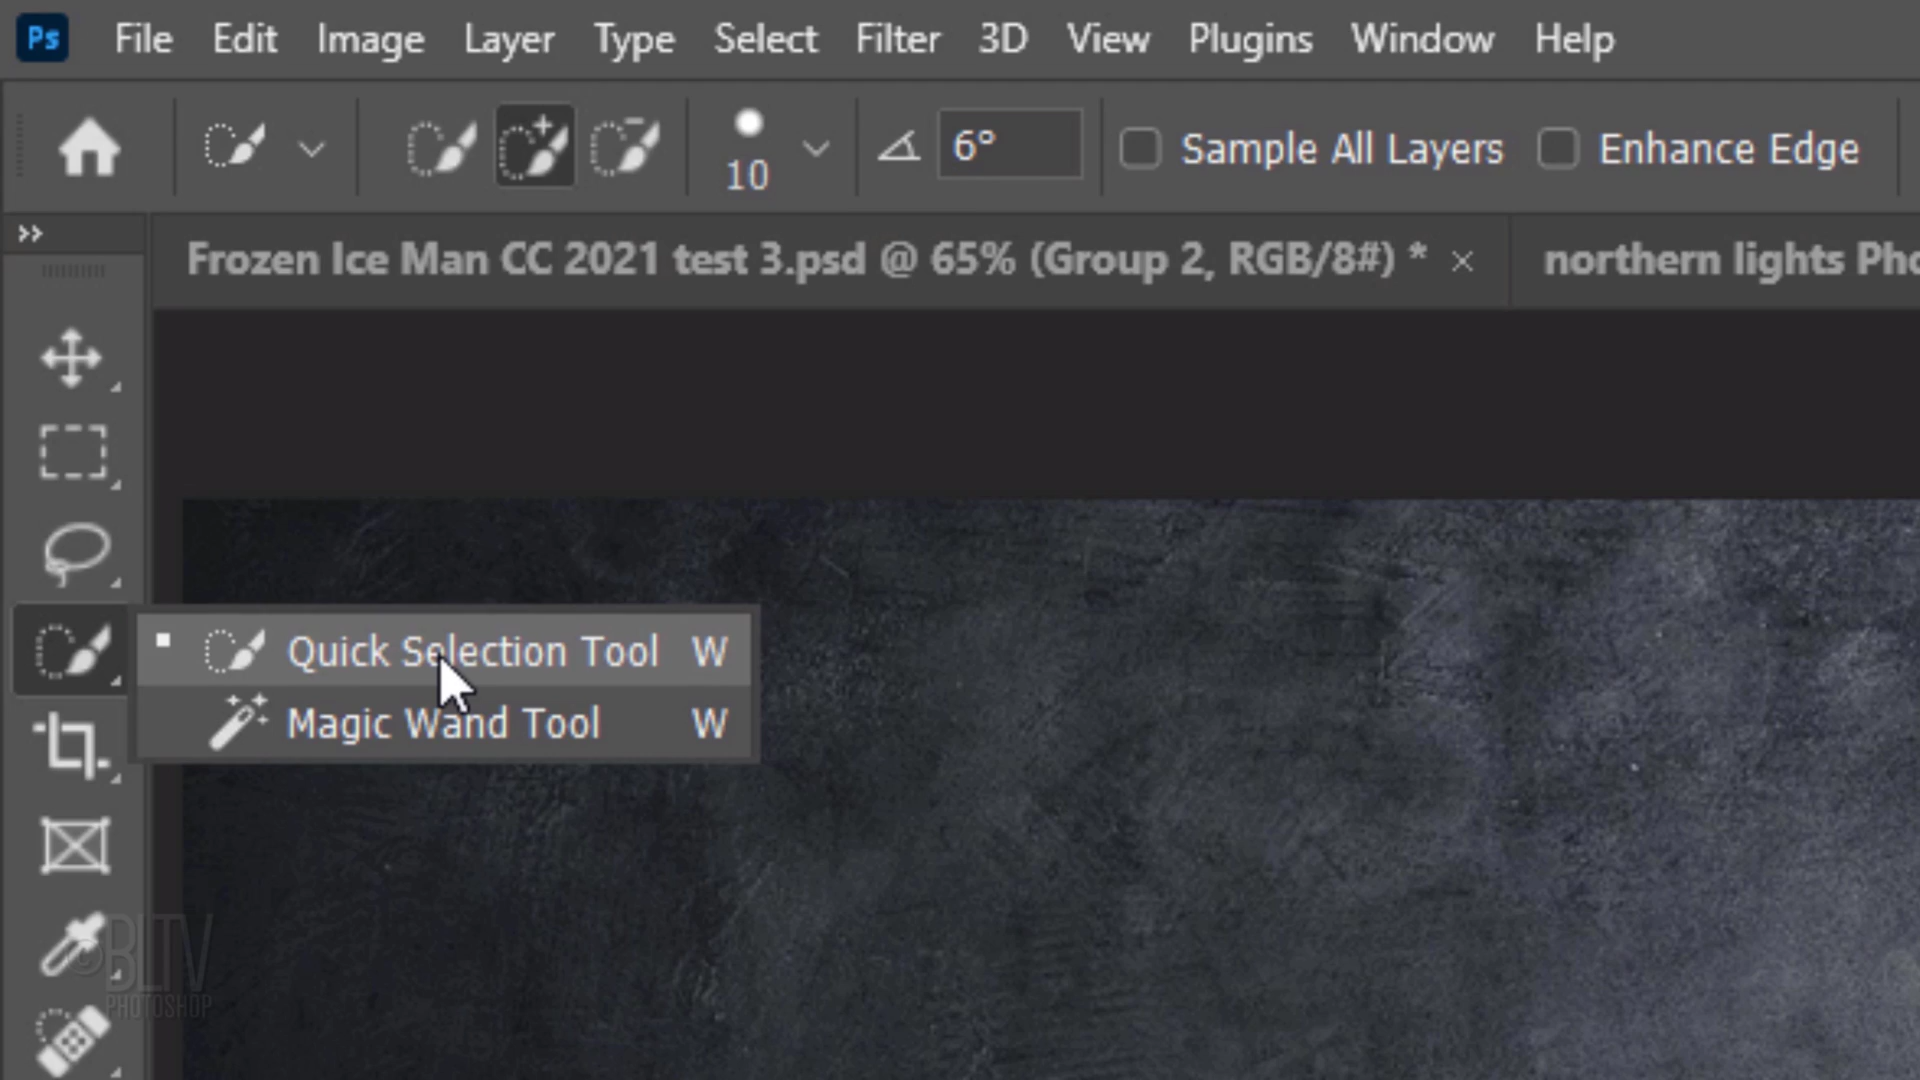 Ps File Edit Image Layer Type Select Filter 3D View Plugins Window Help
10 6° Sample All Layers Enhance Edge
Frozen Ice Man CC 2021 test 3.psd @ 65% (Group 2, RGB/8#) * × northern lights Pho
Quick Selection Tool W
Magic Wand Tool W
© BLTV
PHOTOSHOP